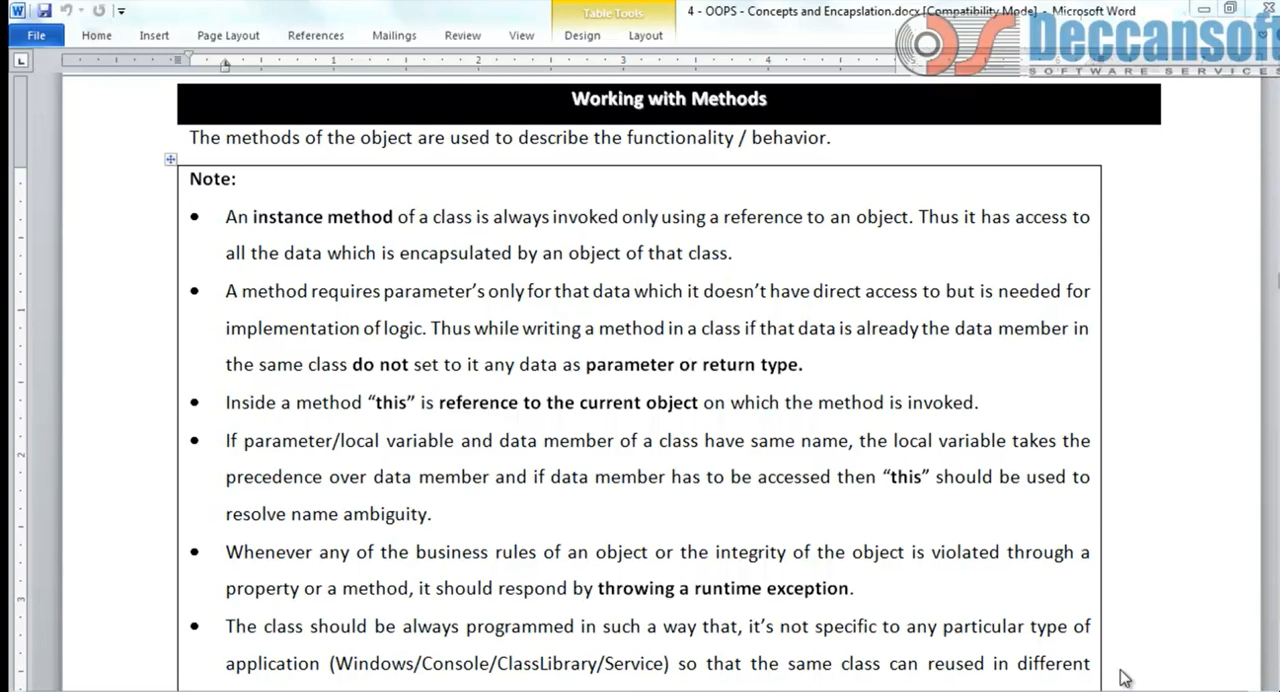 Table Tools
4 - OOPS - Concepts and Encapslation.docx [Compatibility Mode] - Microsoft Word
File Home Insert Page Layout References Mailings Review View Design Layout
Deccansoft
SOFTWARE SERVICES
1 2 3 4
Working with Methods
The methods of the object are used to describe the functionality / behavior.
Note:
• An instance method of a class is always invoked only using a reference to an object. Thus it has access to
all the data which is encapsulated by an object of that class.
• A method requires parameter's only for that data which it doesn't have direct access to but is needed for
implementation of logic. Thus while writing a method in a class if that data is already the data member in
the same class do not set to it any data as parameter or return type.
• Inside a method “this” is reference to the current object on which the method is invoked.
• If parameter/local variable and data member of a class have same name, the local variable takes the
precedence over data member and if data member has to be accessed then “this” should be used to
resolve name ambiguity.
• Whenever any of the business rules of an object or the integrity of the object is violated through a
property or a method, it should respond by throwing a runtime exception.
• The class should be always programmed in such a way that, it's not specific to any particular type of
application (Windows/Console/ClassLibrary/Service) so that the same class can reused in different